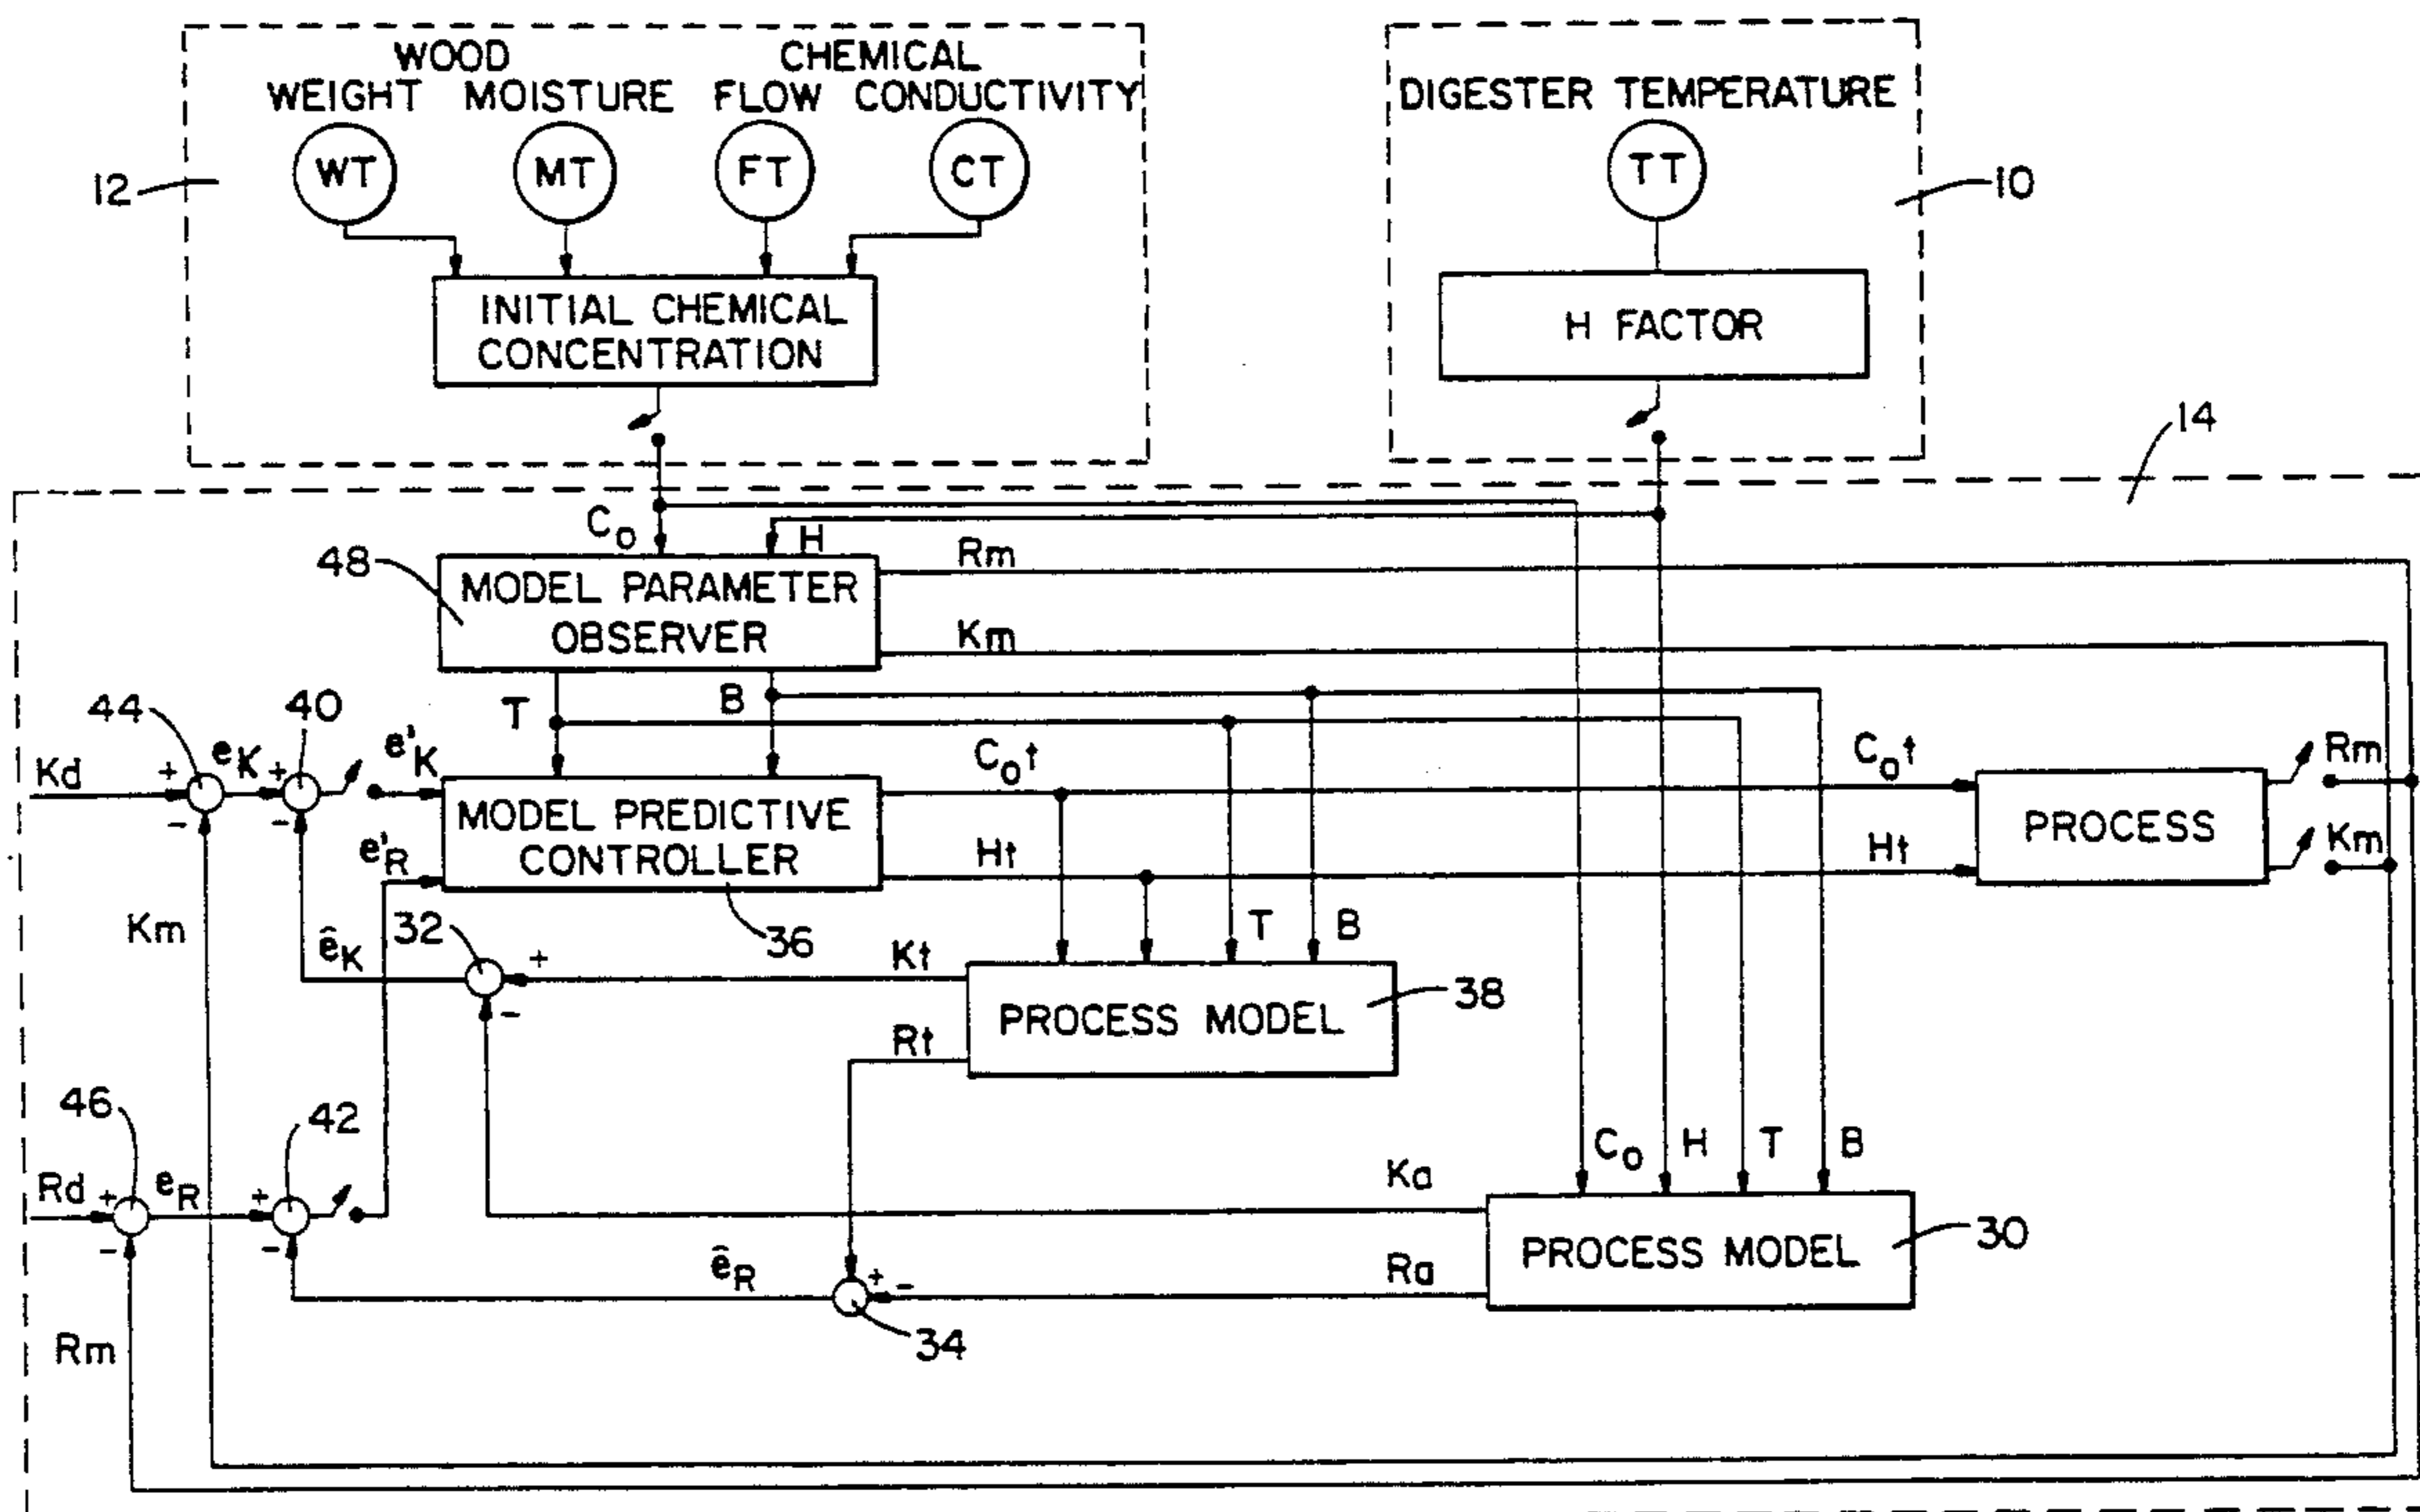 WOOD
CHEMICAL
WEIGHT MOISTURE FLOW CONDUCTIVITY
DIGESTER TEMPERATURE
WT MT FT CT
TT
12
10
INITIAL CHEMICAL
CONCENTRATION
H FACTOR
14
Co H
48
MODEL PARAMETER
OBSERVER
Rm
Km
T B
44
40
Kd + - eK + - e'K
e'R
MODEL PREDICTIVE
CONTROLLER
36
Cot
Ht
Cot
Ht
PROCESS
Rm
Km
Km
êK
32
+ -
Kt
Rt
T B
PROCESS MODEL
38
46
42
Rd + - eR + -
êR
+ -
34
Ka
Ra
Co H T B
PROCESS MODEL
30
Rm